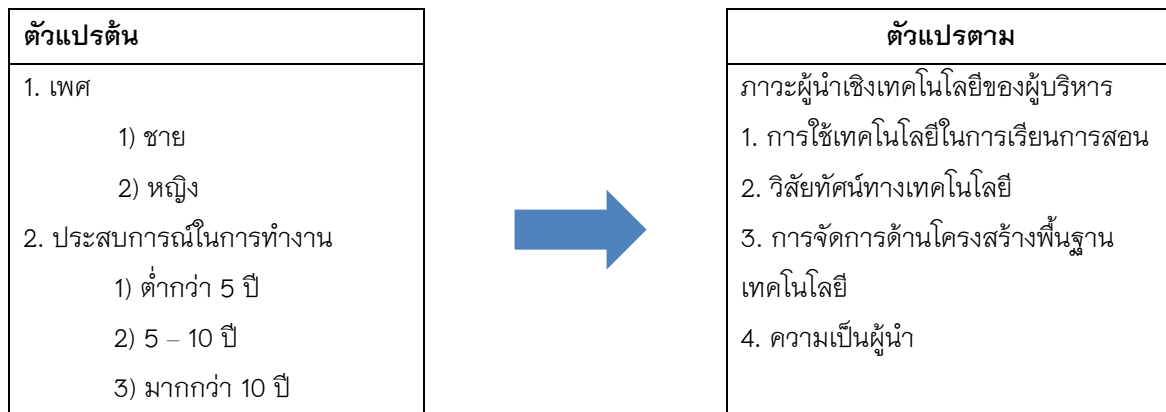 ตัวแปรต้น
1. เพศ
1) ชาย
2) หญิง
2. ประสบการณ์ในการทำงาน
1) ต่ำกว่า 5 ปี
2) 5 – 10 ปี
3) มากกว่า 10 ปี
ตัวแปรตาม
ภาวะผู้นำเชิงเทคโนโลยีของผู้บริหาร
1. การใช้เทคโนโลยีในการเรียนการสอน
2. วิสัยทัศน์ทางเทคโนโลยี
3. การจัดการด้านโครงสร้างพื้นฐาน
เทคโนโลยี
4. ความเป็นผู้นำ